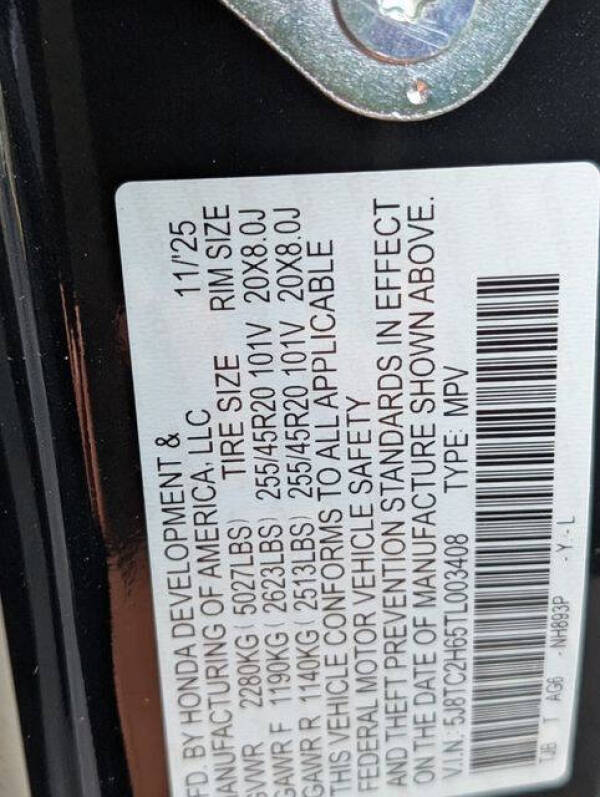 FD. BY HONDA DEVELOPMENT & 11/'25
ANUFACTURING OF AMERICA, LLC
GVWR 2280KG ( 5027LBS) TIRE SIZE RIM SIZE
GAWR F 1190KG ( 2623LBS) 255/45R20 101V 20X8.0J
GAWR R 1140KG ( 2513LBS) 255/45R20 101V 20X8.0J
THIS VEHICLE CONFORMS TO ALL APPLICABLE
FEDERAL MOTOR VEHICLE SAFETY
AND THEFT PREVENTION STANDARDS IN EFFECT
ON THE DATE OF MANUFACTURE SHOWN ABOVE.
V.I.N.: 5J8TC2H65TL003408 TYPE: MPV
TJB T AG6 - NH893P - Y - L